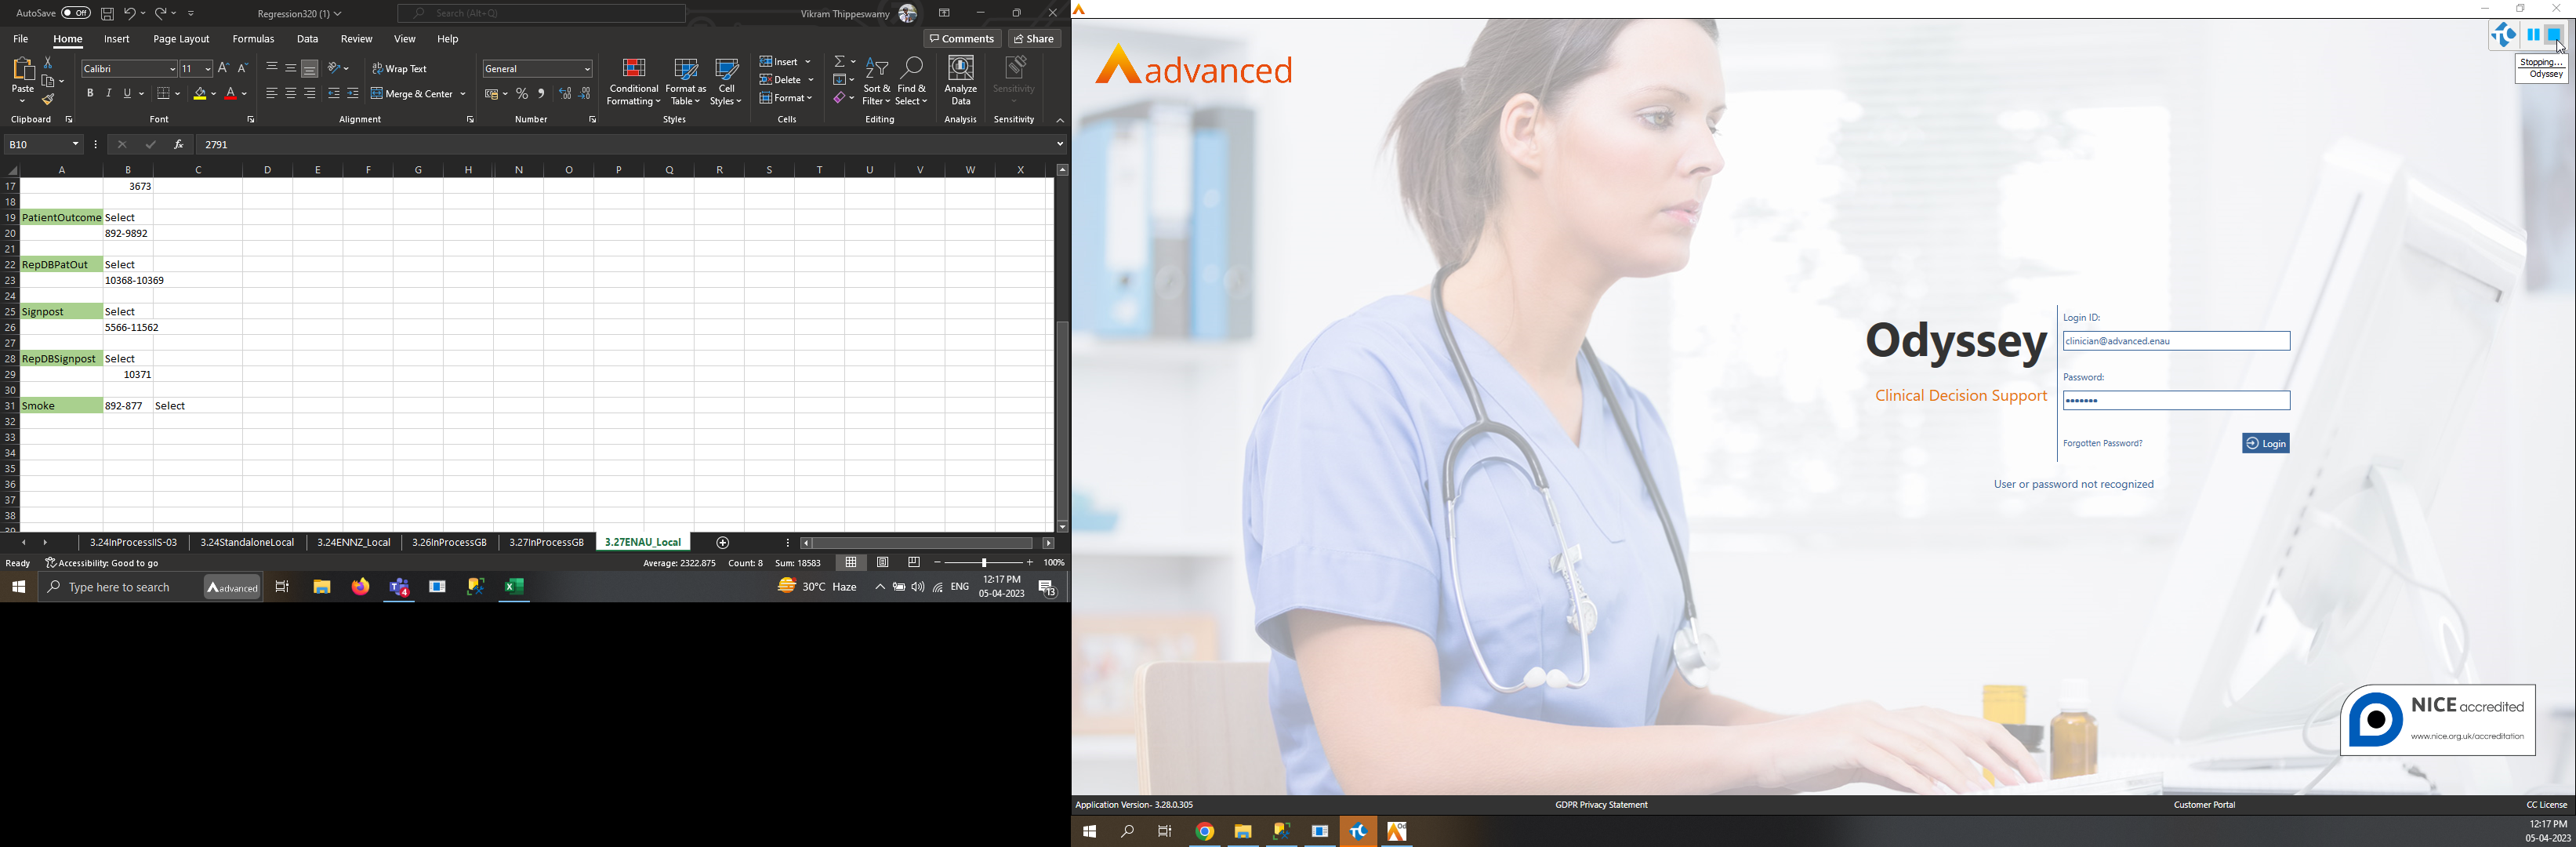 AutoSave Off Regression320 (1) Search (Alt+Q) Vikram Thippeswamy
File Home Insert Page Layout Formulas Data Review View Help Comments Share
Paste
Clipboard
Calibri 11
B I U
Font
Wrap Text
Merge & Center
Alignment
General
Number
Conditional Formatting
Format as Table
Cell Styles
Styles
Insert
Delete
Format
Cells
Sort & Filter
Find & Select
Editing
Analyze Data
Analysis
Sensitivity
Sensitivity
B10 fx 2791
A B C D E F G H N O P Q R S T U V W X
17 3673
18
19 PatientOutcome Select
20 892-9892
21
22 RepDBPatOut Select
23 10368-10369
24
25 Signpost Select
26 5566-11562
27
28 RepDBSignpost Select
29 10371
30
31 Smoke 892-877 Select
32
33
34
35
36
37
38
39
3.24InProcessIIS-03 3.24StandaloneLocal 3.24ENNZ_Local 3.26InProcessGB 3.27InProcessGB 3.27ENAU_Local
Ready Accessibility: Good to go Average: 2322.875 Count: 8 Sum: 18583 100%
Type here to search advanced 4 30°C Haze ENG 12:17 PM
05-04-2023 13
advanced
Stopping...
Odyssey
Odyssey
Clinical Decision Support
Login ID:
clinician@advanced.enau
Password:
Forgotten Password? Login
User or password not recognized
NICE accredited
www.nice.org.uk/accreditation
Application Version- 3.28.0.305 GDPR Privacy Statement Customer Portal CC License
12:17 PM
05-04-2023